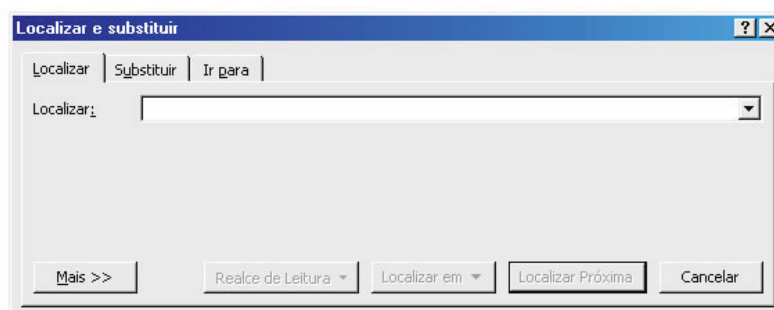 Localizar e substituir
Localizar Substituir Ir para
Localizar:
Mais >> Realce de Leitura Localizar em Localizar Próxima Cancelar